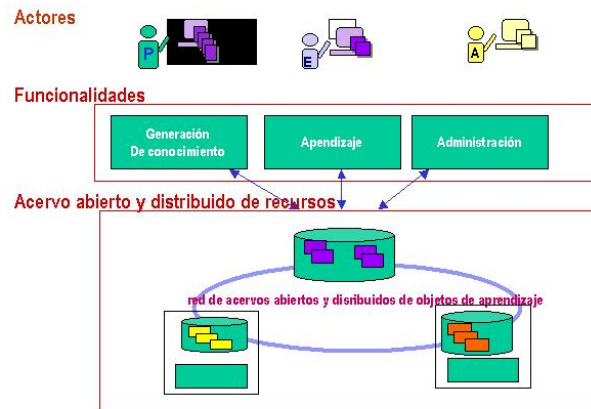 Actores
P
E
A
Funcionalidades
Generación
De conocimiento
Apendizaje
Administración
Acervo abierto y distribuido de recursos
red de acervos abiertos y disribuidos de objetos de aprendizaje